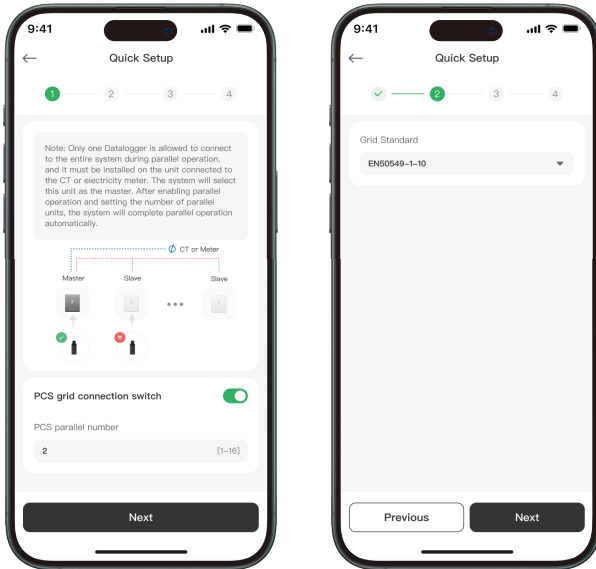 9:41
Quick Setup
1
2
3
4
Note: Only one Datalogger is allowed to connect
to the entire system during parallel operation,
and it must be installed on the unit connected to
the CT or electricity meter. The system will select
this unit as the master. After enabling parallel
operation and setting the number of parallel
units, the system will complete parallel operation
automatically.
CT or Meter
Master Slave Slave
PCS grid connection switch
PCS parallel number
2 [1-16]
Next
9:41
Quick Setup
2
3
4
Grid Standard
EN50549-1-10
Previous Next